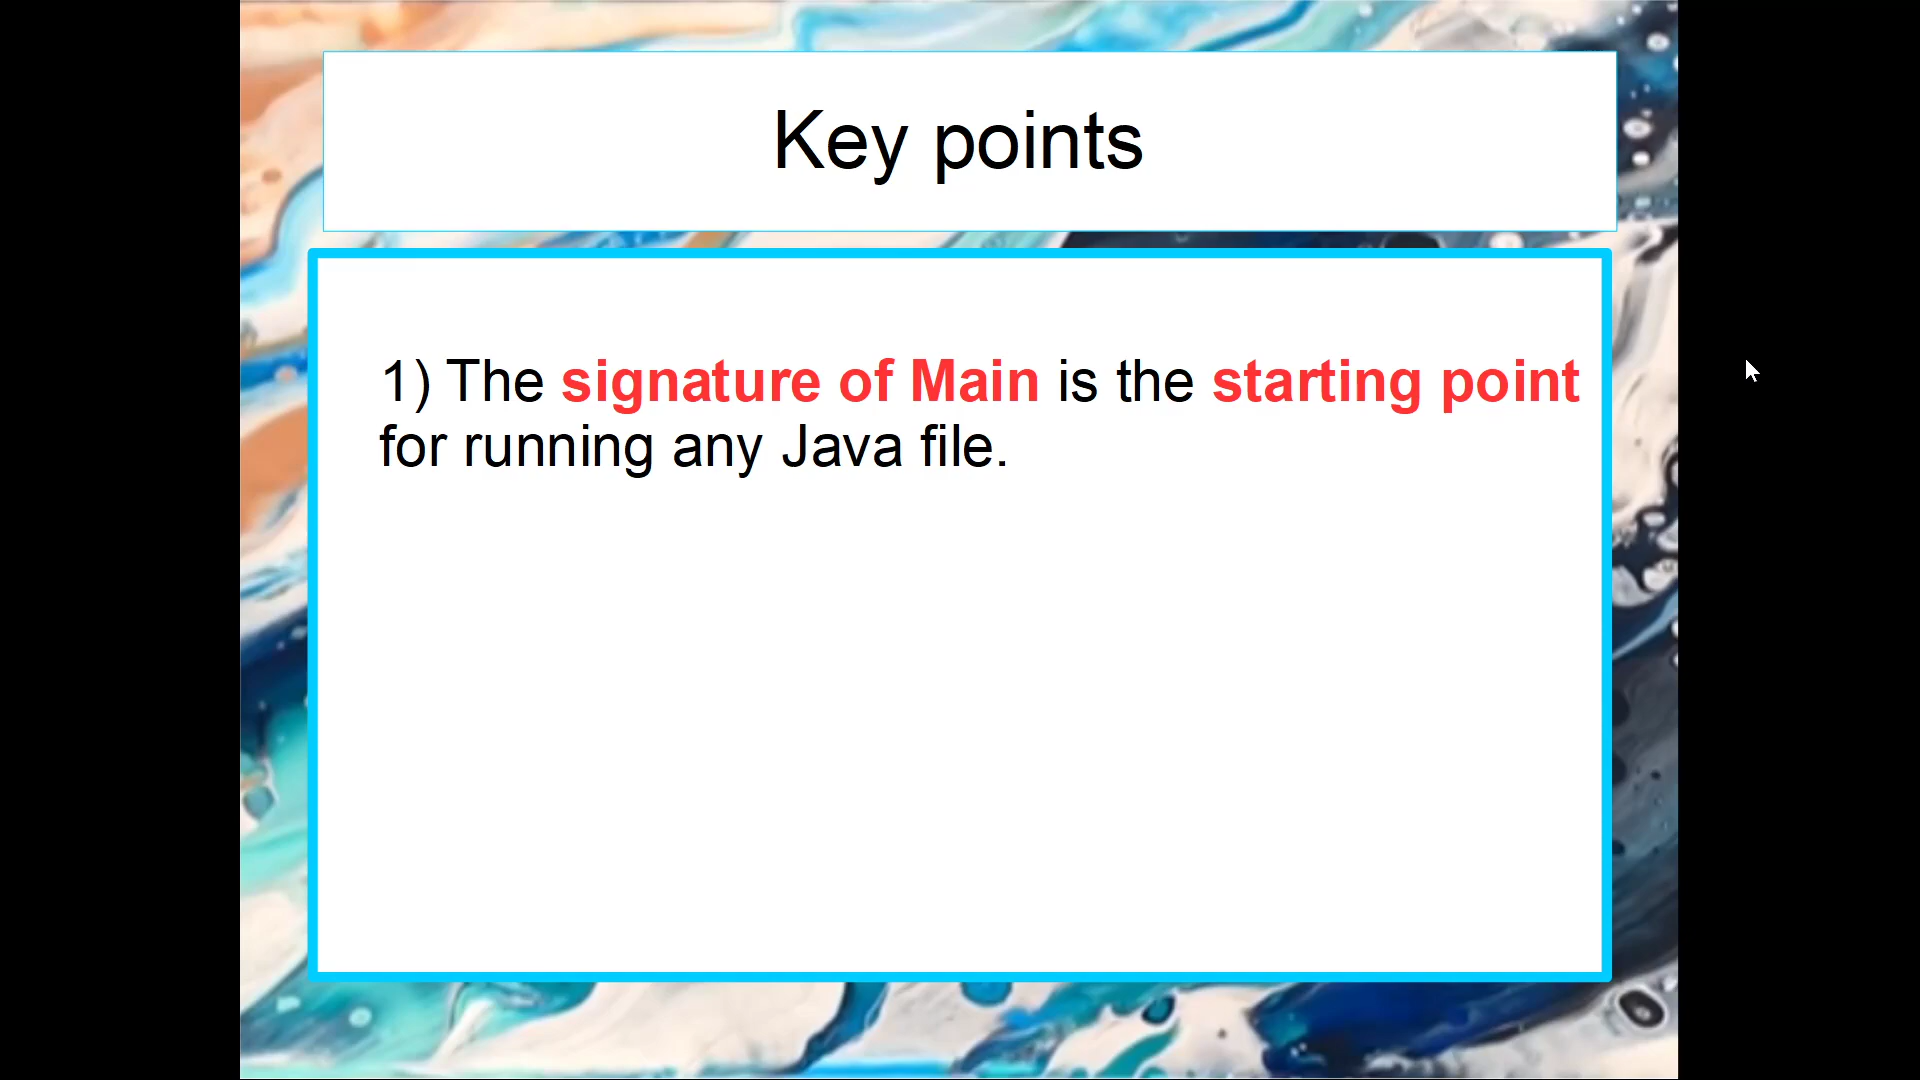 Key points
1) The signature of Main is the starting point
for running any Java file.